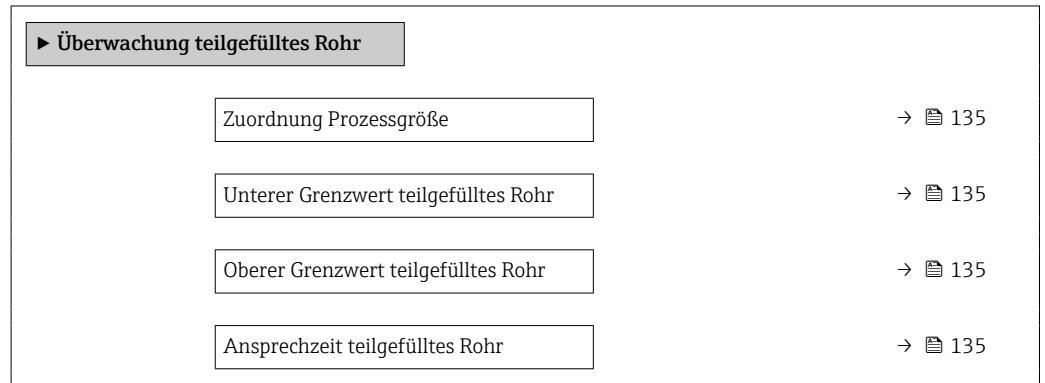 ▶ Überwachung teilgefülltes Rohr
Zuordnung Prozessgröße → 135
Unterer Grenzwert teilgefülltes Rohr → 135
Oberer Grenzwert teilgefülltes Rohr → 135
Ansprechzeit teilgefülltes Rohr → 135